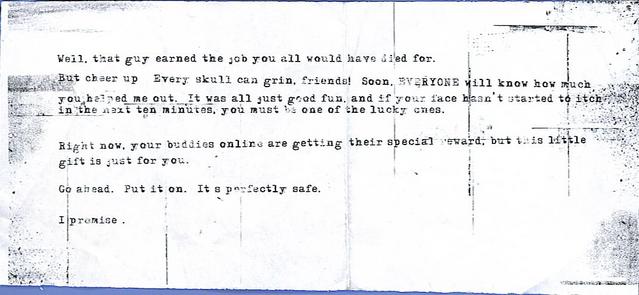 Well, that guy earned the job you all would have died for.
But cheer up Every skull can grin, friends! Soon, EVERYONE will know how much
you helped me out. It was all just good fun, and if your face hasn't started to itch
in the next ten minutes, you must be one of the lucky ones.
Right now, your buddies online are getting their special reward, but this little
gift is just for you.
Go ahead. Put it on. It s perfectly safe.
I promise .